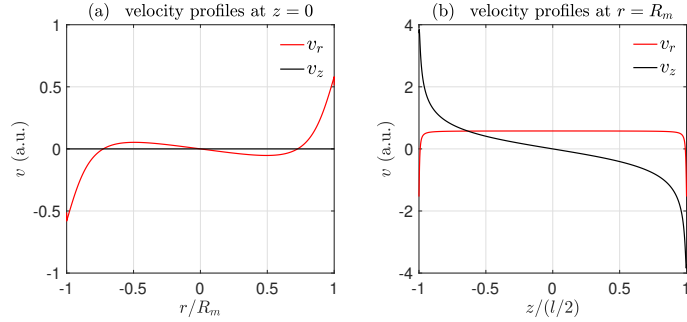 (a) velocity profiles at z = 0
1
0.5
0
-0.5
-1
v (a.u.)
v_r
v_z
-1 -0.5 0 0.5 1
r/R_m
(b) velocity profiles at r = R_m
4
2
0
-2
-4
v (a.u.)
v_r
v_z
-1 -0.5 0 0.5 1
z/(l/2)